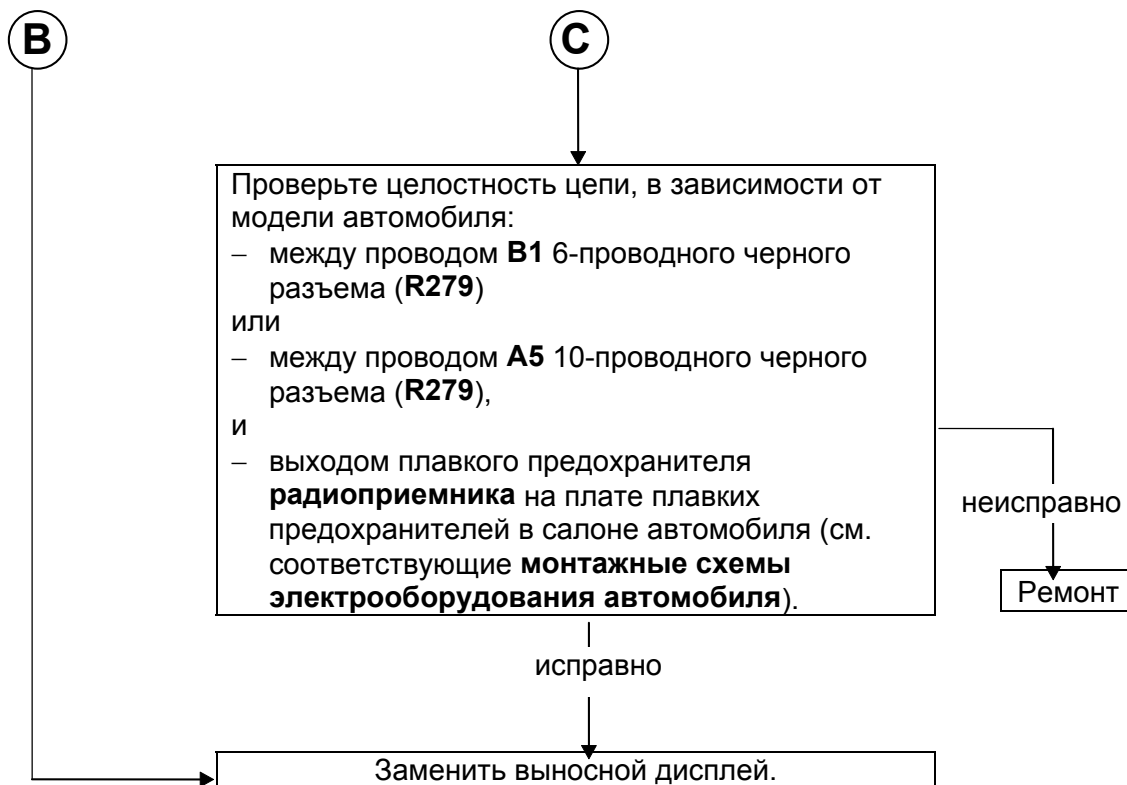 B
C
Проверьте целостность цепи, в зависимости от
модели автомобиля:
– между проводом B1 6-проводного черного
разъема (R279)
или
– между проводом A5 10-проводного черного
разъема (R279),
и
– выходом плавкого предохранителя
радиоприемника на плате плавких
предохранителей в салоне автомобиля (см.
соответствующие монтажные схемы
электрооборудования автомобиля).
неисправно
Ремонт
исправно
Заменить выносной дисплей.